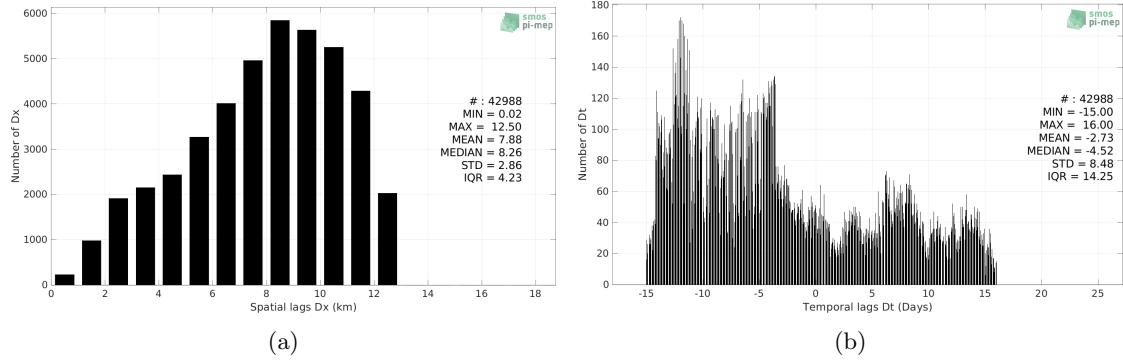 6000
5000
4000
3000
2000
1000
0
Number of Dx
smos
pi-mep
# : 42988
MIN = 0.02
MAX = 12.50
MEAN = 7.88
MEDIAN = 8.26
STD = 2.86
IQR = 4.23
0 2 4 6 8 10 12 14 16 18
Spatial lags Dx (km)
(a)
180
160
140
120
100
80
60
40
20
0
Number of Dt
smos
pi-mep
# : 42988
MIN = -15.00
MAX = 16.00
MEAN = -2.73
MEDIAN = -4.52
STD = 8.48
IQR = 14.25
-15 -10 -5 0 5 10 15 20 25
Temporal lags Dt (Days)
(b)